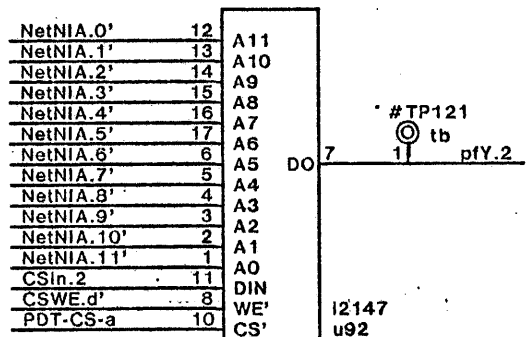 NetNIA.0' 12 A11
NetNIA.1' 13 A10
NetNIA.2' 14 A9
NetNIA.3' 15 A8
NetNIA.4' 16 A7
NetNIA.5' 17 A6
NetNIA.6' 6 A5
NetNIA.7' 5 A4
NetNIA.8' 4 A3
NetNIA.9' 3 A2
NetNIA.10' 2 A1
NetNIA.11' 1 A0
CSIn.2 11 DIN
CSWE.d' 8 WE'
PDT-CS-a 10 CS'
#TP121
tb
DO 7 1 pfY.2
i2147
u92